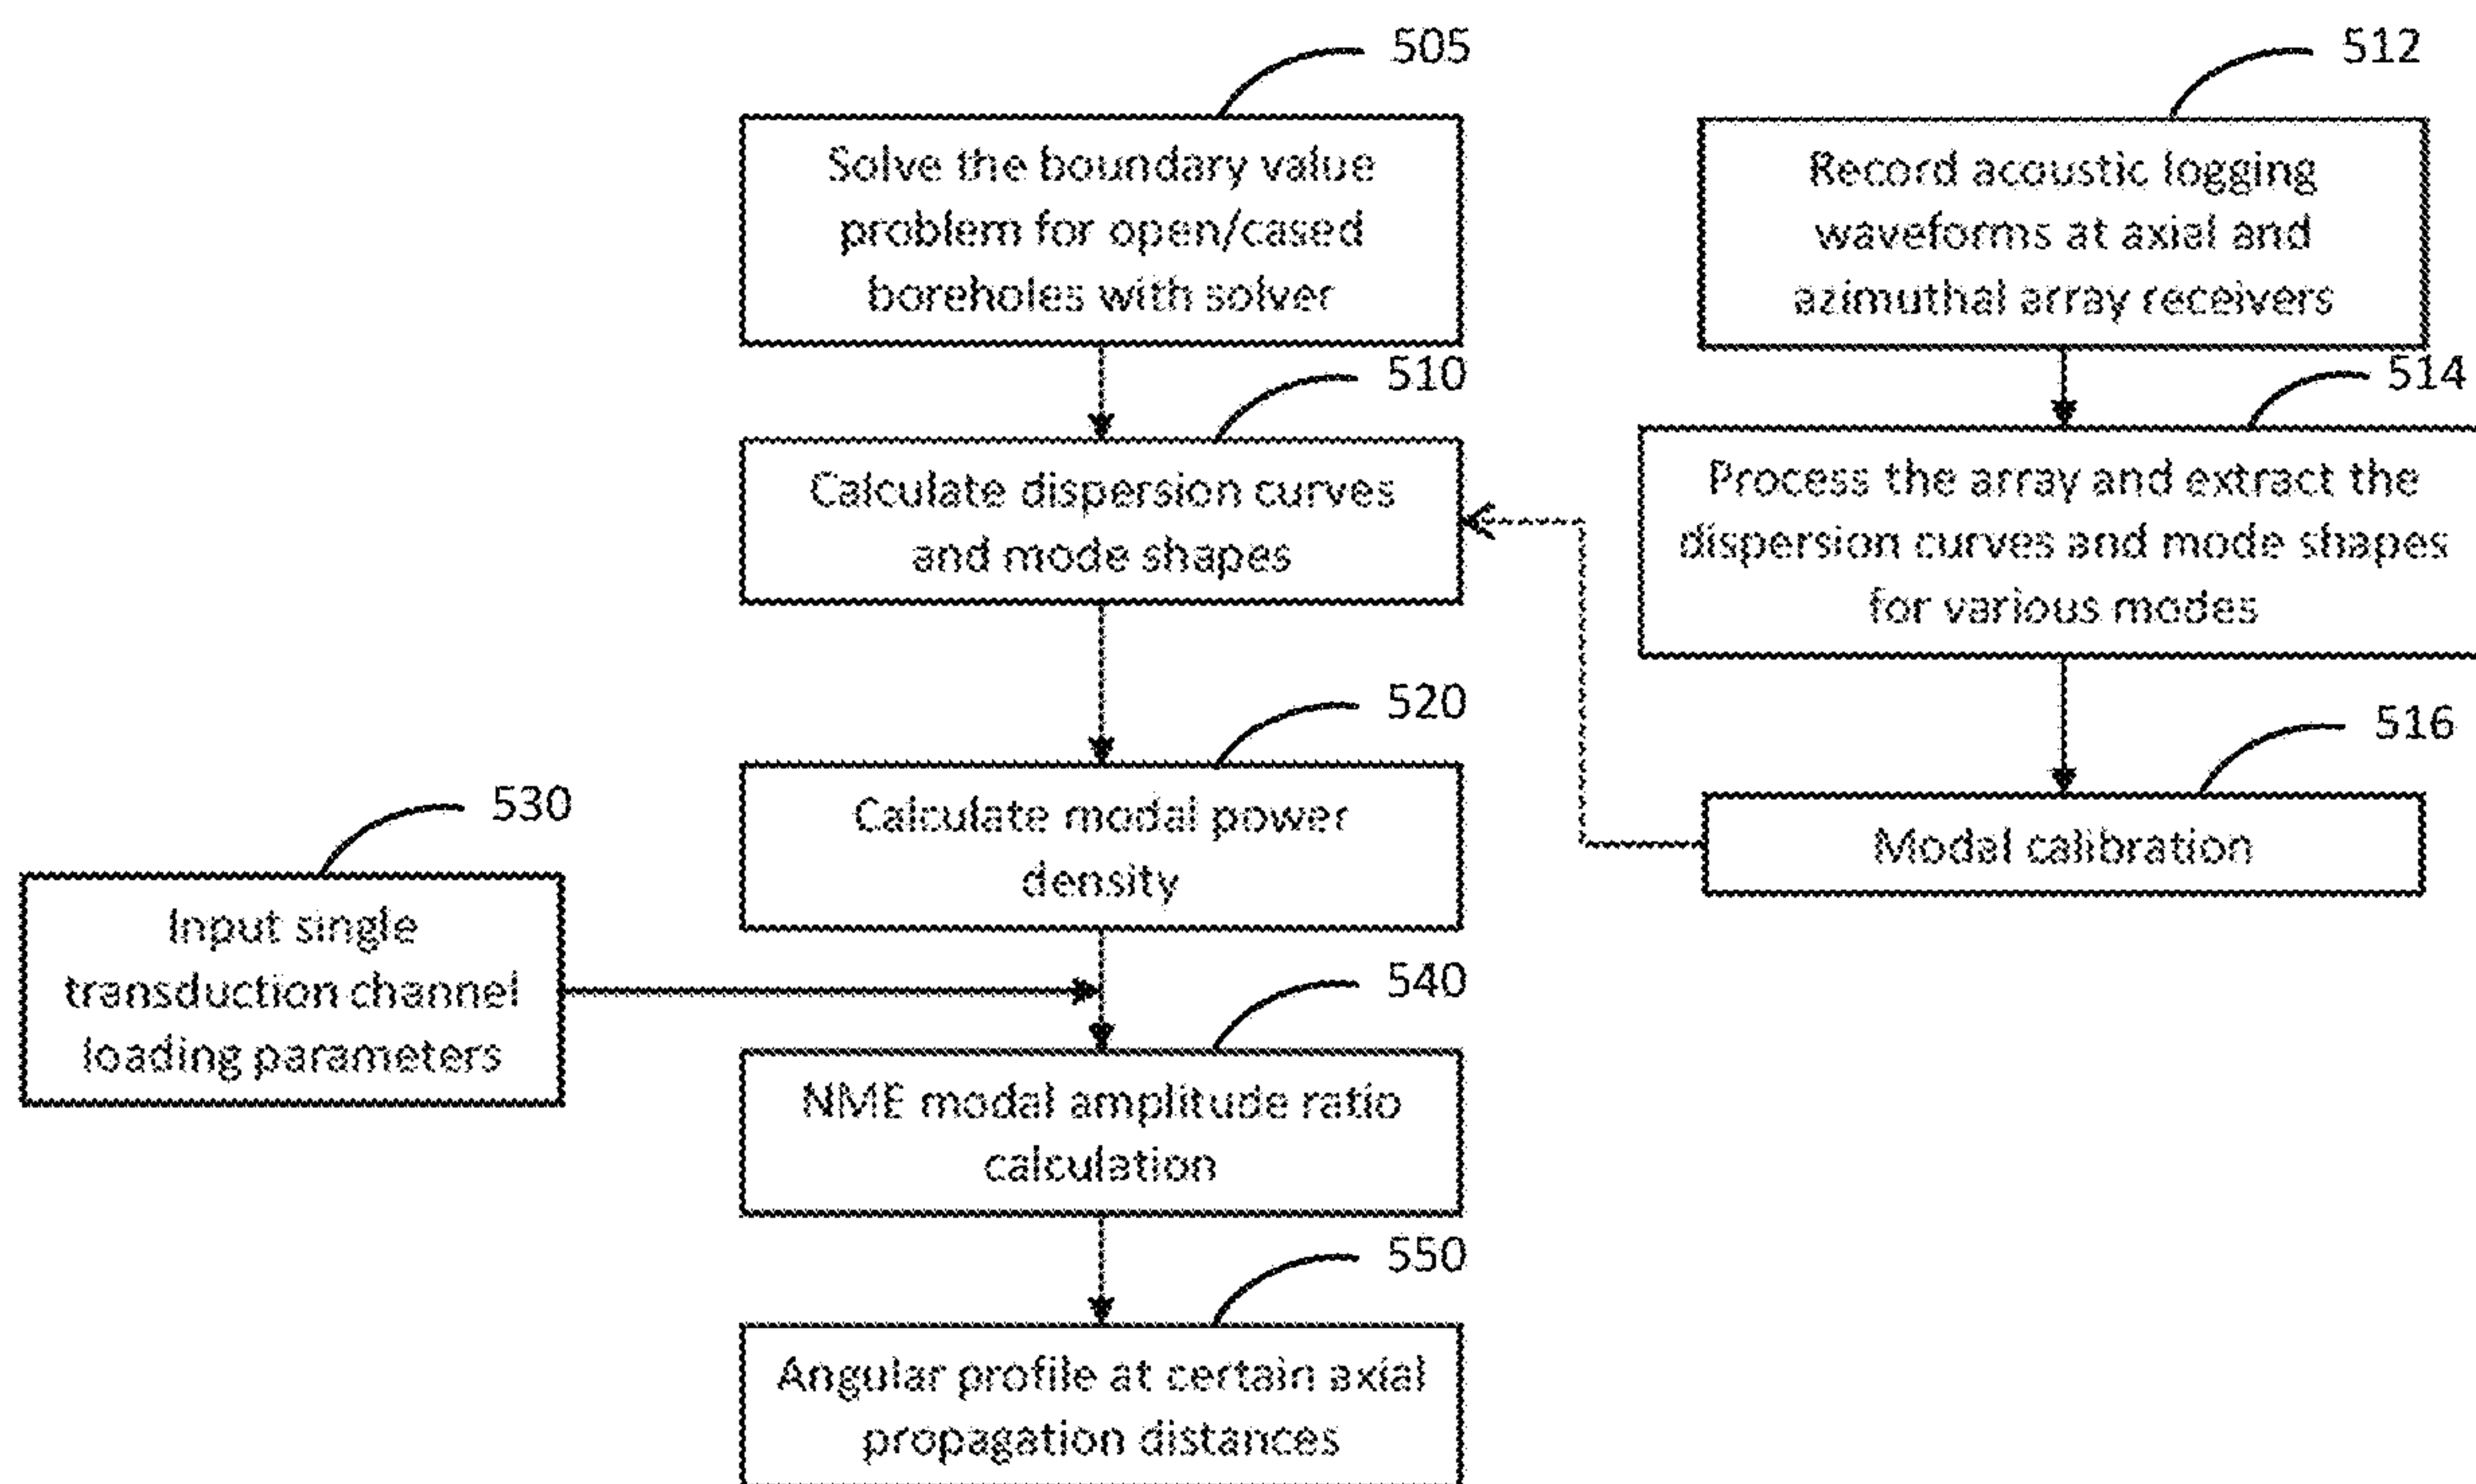 505
Solve the boundary value
problem for open/cased
boreholes with solver
512
Record acoustic logging
waveforms at axial and
azimuthal array receivers
510
Calculate dispersion curves
and mode shapes
514
Process the array and extract the
dispersion curves and mode shapes
for various modes
520
Calculate modal power
density
516
Modal calibration
530
Input single
transduction channel
loading parameters
540
NME modal amplitude ratio
calculation
550
Angular profile at certain axial
propagation distances